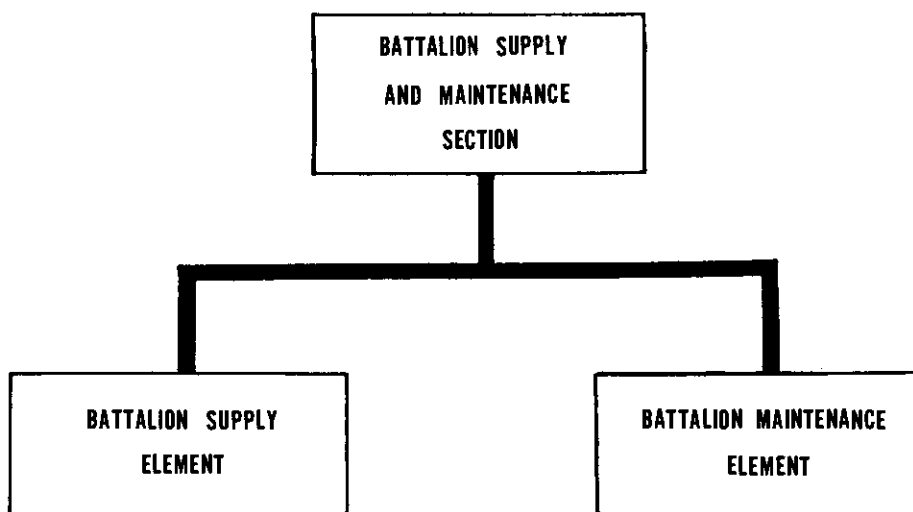 BATTALION SUPPLY
AND MAINTENANCE
SECTION
BATTALION SUPPLY
ELEMENT
BATTALION MAINTENANCE
ELEMENT